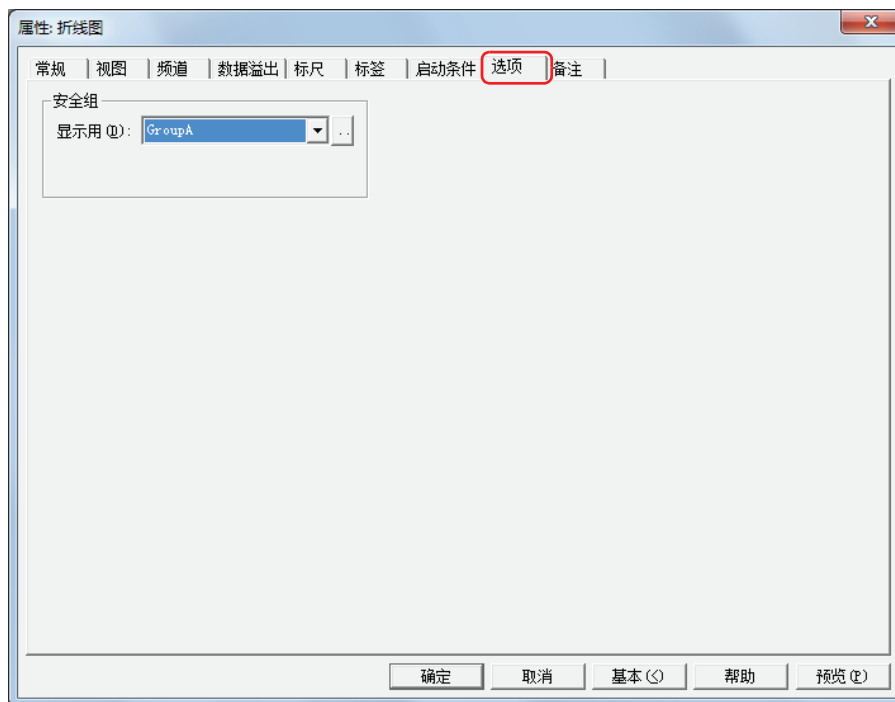 属性: 折线图
常规 视图 频道 数据溢出 标尺 标签 启动条件 选项 备注
安全组
显示用(D): GroupA ..
确定 取消 基本(<) 帮助 预览(P)